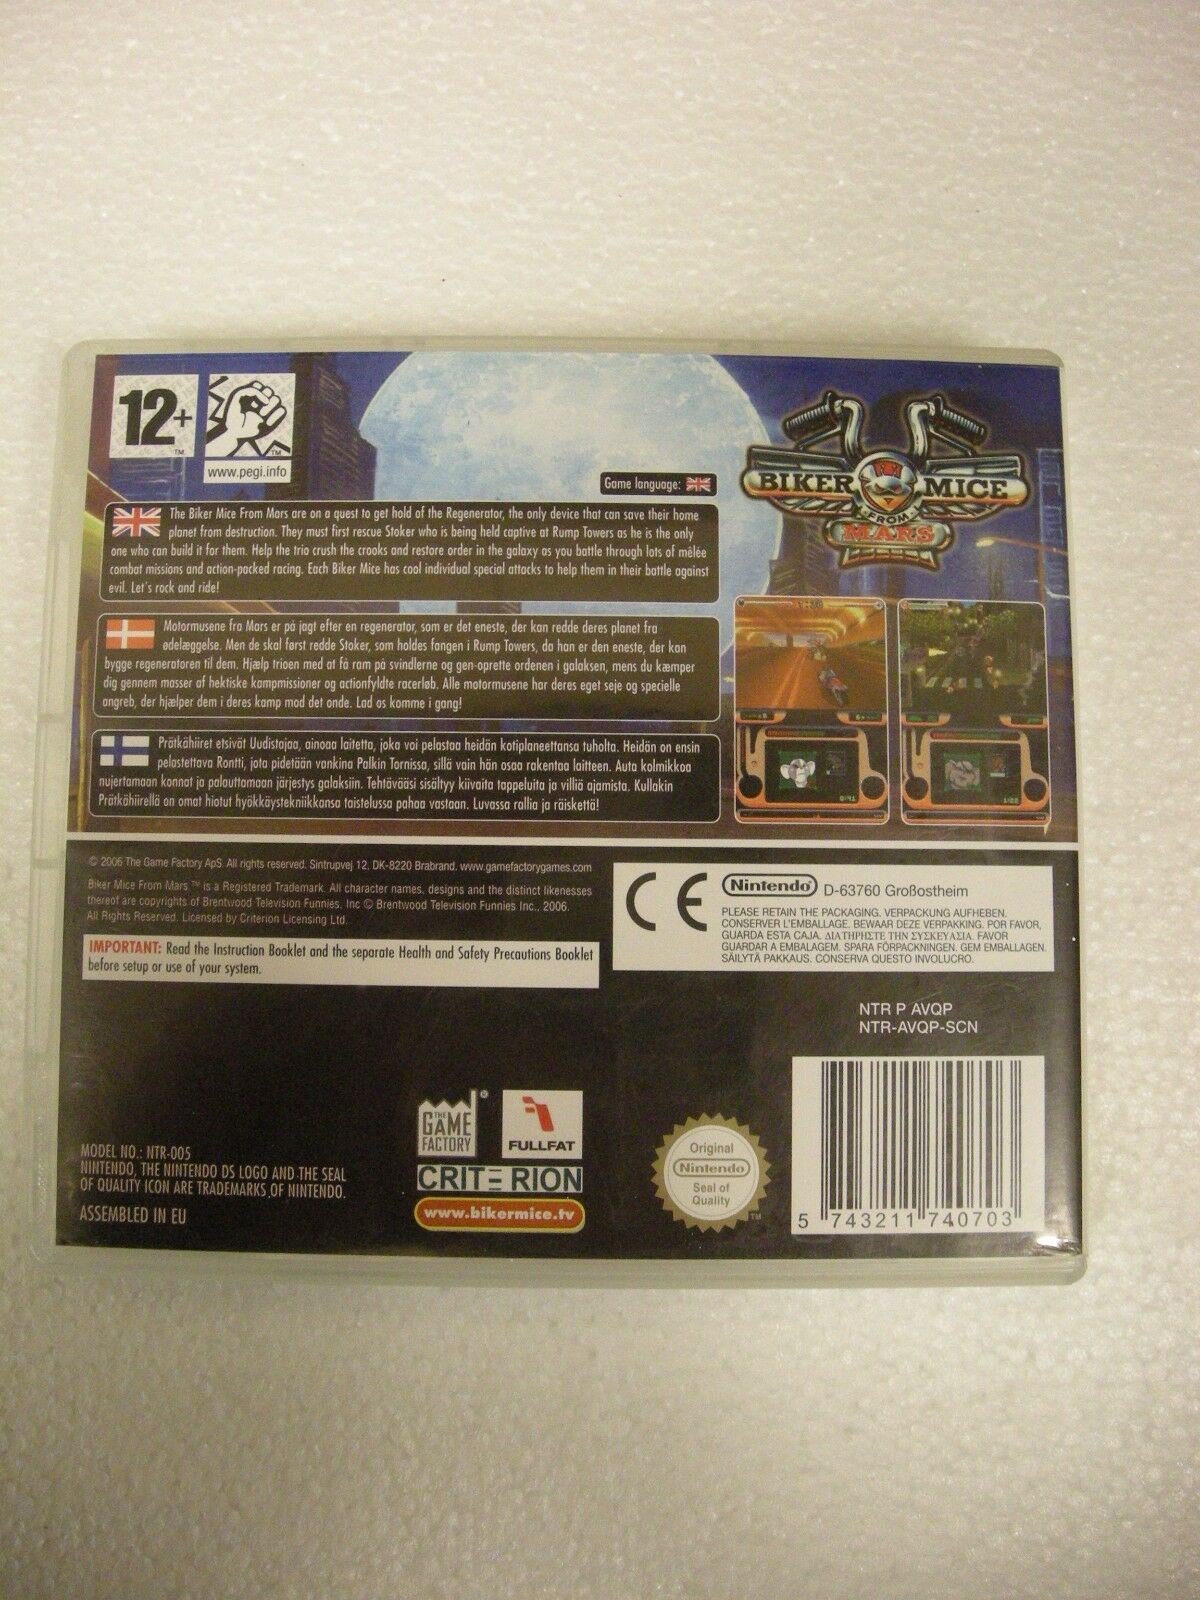 12+
TM
TM
www.pegi.info
Game language:
BIKER MICE
FROM
MARS
The Biker Mice From Mars are on a quest to get hold of the Regenerator, the only device that can save their home
planet from destruction. They must first rescue Stoker who is being held captive at Rump Towers as he is the only
one who can build it for them. Help the trio crush the crooks and restore order in the galaxy as you battle through lots of mêlée
combat missions and action-packed racing. Each Biker Mice has cool individual special attacks to help them in their battle against
evil. Let's rock and ride!
Motormusene fra Mars er på jagt efter en regenerator, som er det eneste, der kan redde deres planet fra
ødelæggelse. Men de skal først redde Stoker, som holdes fangen i Rump Towers, da han er den eneste, der kan
bygge regeneratoren til dem. Hjælp trioen med at få ram på svindlerne og gen-oprette ordenen i galaksen, mens du kæmper
dig gennem masser af hektiske kampmissioner og actionfyldte racerløb. Alle motormusene har deres eget seje og specielle
angreb, der hjælper dem i deres kamp mod det onde. Lad os komme i gang!
Prätkähiiret etsivät Uudistajaa, ainoaa laitetta, joka voi pelastaa heidän kotiplaneettansa tuholta. Heidän on ensin
pelastettava Rontti, jota pidetään vankina Palkin Tornissa, sillä vain hän osaa rakentaa laitteen. Auta kolmikkoa
nujertamaan konnat ja palauttamaan järjestys galaksiin. Tehtävääsi sisältyy kiivaita tappeluita ja villiä ajamista. Kullakin
Prätkähiirellä on omat hiotut hyökkäystekniikkansa taistelussa pahaa vastaan. Luvassa rallia ja räiskettä!
0:41
1:22
© 2006 The Game Factory ApS. All rights reserved. Sintrupvej 12, DK-8220 Brabrand. www.gamefactorygames.com
Biker Mice From Mars ™ is a Registered Trademark. All character names, designs and the distinct likenesses
thereof are copyrights of Brentwood Television Funnies, Inc © Brentwood Television Funnies Inc., 2006.
All Rights Reserved. Licensed by Criterion Licensing Ltd.
IMPORTANT: Read the Instruction Booklet and the separate Health and Safety Precautions Booklet
before setup or use of your system.
CE
Nintendo® D-63760 Großostheim
PLEASE RETAIN THE PACKAGING. VERPACKUNG AUFHEBEN.
CONSERVER L'EMBALLAGE. BEWAAR DEZE VERPAKKING. POR FAVOR,
GUARDA ESTA CAJA. ΔΙΑΤΗΡΗΣΤΕ ΤΗΝ ΣΥΣΚΕΥΑΣΙΑ. FAVOR
GUARDAR A EMBALAGEM. SPARA FÖRPACKNINGEN. GEM EMBALLAGEN.
SÄILYTÄ PAKKAUS. CONSERVA QUESTO INVOLUCRO.
NTR P AVQP
NTR-AVQP-SCN
MODEL NO.: NTR-005
NINTENDO, THE NINTENDO DS LOGO AND THE SEAL
OF QUALITY ICON ARE TRADEMARKS OF NINTENDO.
ASSEMBLED IN EU
THE GAME FACTORY ®
FULLFAT
CRITERION
www.bikermice.tv
Original
Nintendo
Seal of
Quality
TM
5 743211 740703